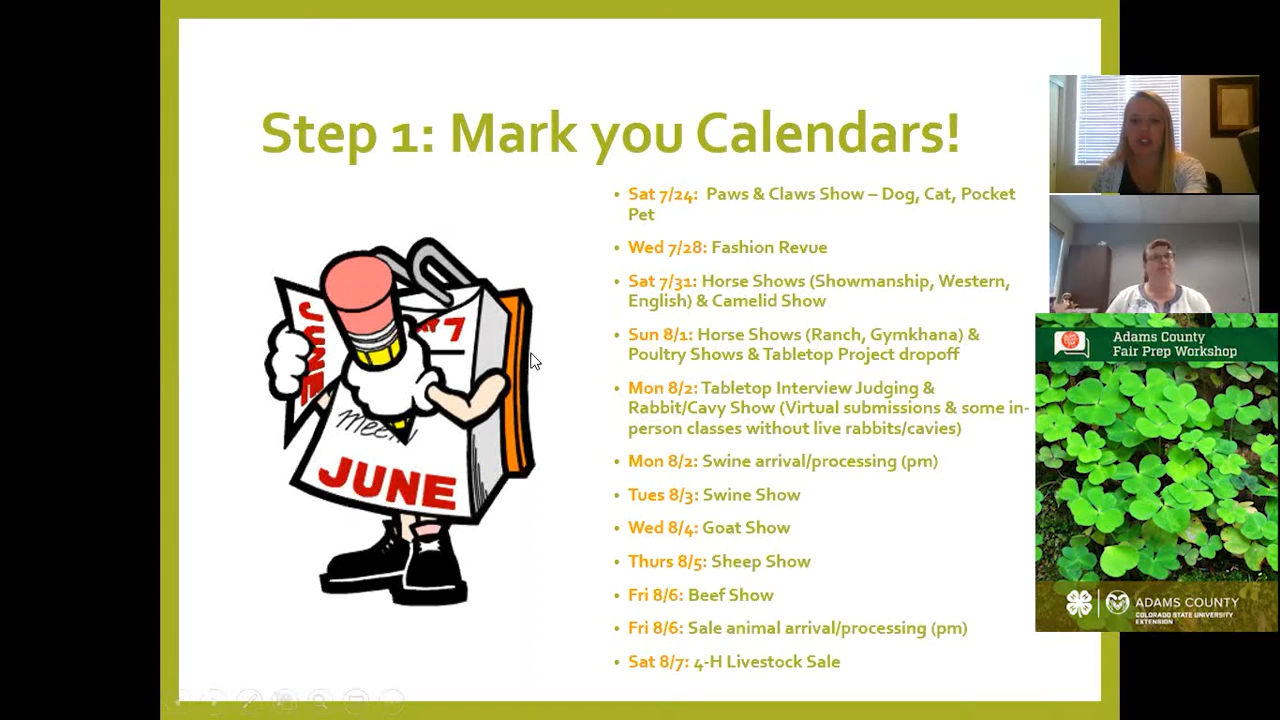 Step 1: Mark you Calendars!
• Sat 7/24: Paws & Claws Show – Dog, Cat, Pocket
Pet
• Wed 7/28: Fashion Revue
• Sat 7/31: Horse Shows (Showmanship, Western,
English) & Camelid Show
• Sun 8/1: Horse Shows (Ranch, Gymkhana) &
Poultry Shows & Tabletop Project dropoff
• Mon 8/2: Tabletop Interview Judging &
Rabbit/Cavy Show (Virtual submissions & some in-
person classes without live rabbits/cavies)
• Mon 8/2: Swine arrival/processing (pm)
• Tues 8/3: Swine Show
• Wed 8/4: Goat Show
• Thurs 8/5: Sheep Show
• Fri 8/6: Beef Show
• Fri 8/6: Sale animal arrival/processing (pm)
• Sat 8/7: 4-H Livestock Sale
JUNE
7
JUNE
Adams County
Fair Prep Workshop
ADAMS COUNTY
COLORADO STATE UNIVERSITY
EXTENSION